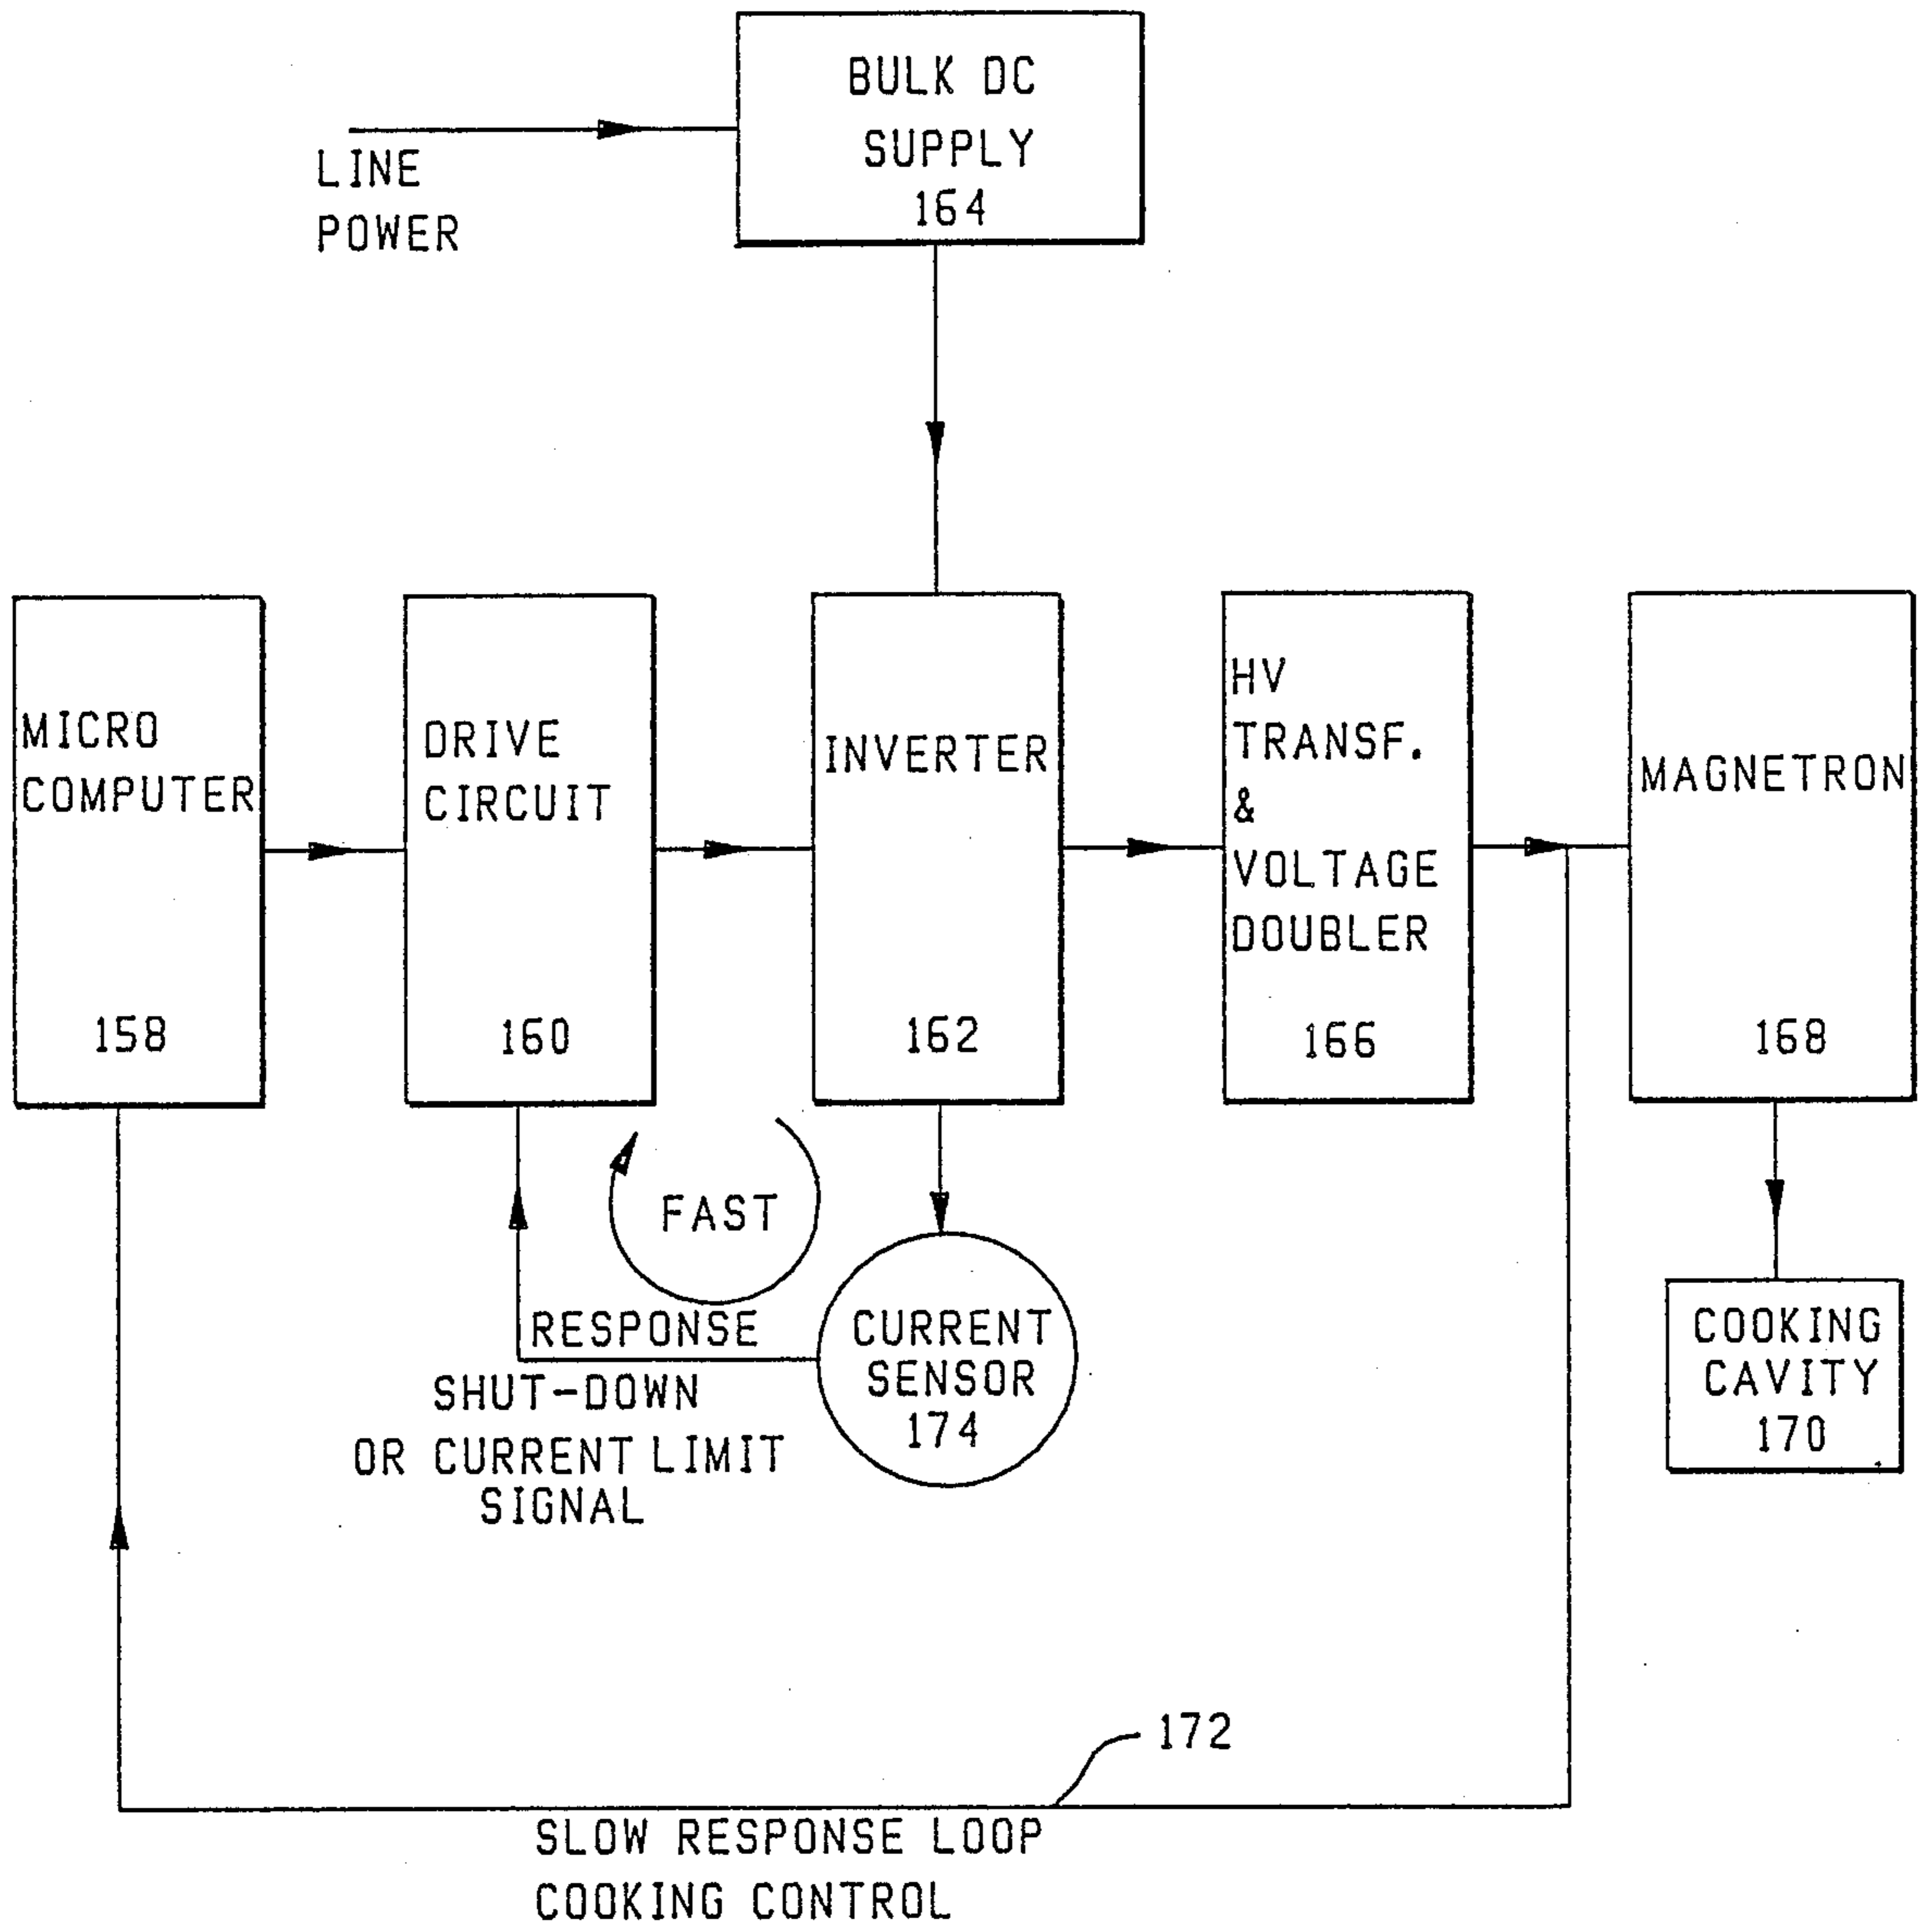 BULK DC
SUPPLY
164
LINE
POWER
MICRO
COMPUTER
158
DRIVE
CIRCUIT
160
INVERTER
162
HV
TRANSF.
&
VOLTAGE
DOUBLER
166
MAGNETRON
168
FAST
RESPONSE
SHUT-DOWN
OR CURRENT LIMIT
SIGNAL
CURRENT
SENSOR
174
COOKING
CAVITY
170
172
SLOW RESPONSE LOOP
COOKING CONTROL